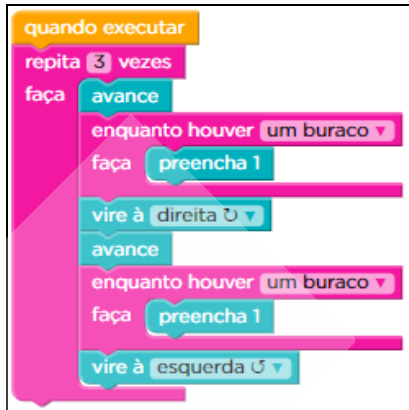 quando executar
repita 3 vezes
faça avance
enquanto houver um buraco ▼
faça preencha 1
vire à direita ↻ ▼
avance
enquanto houver um buraco ▼
faça preencha 1
vire à esquerda ↺ ▼